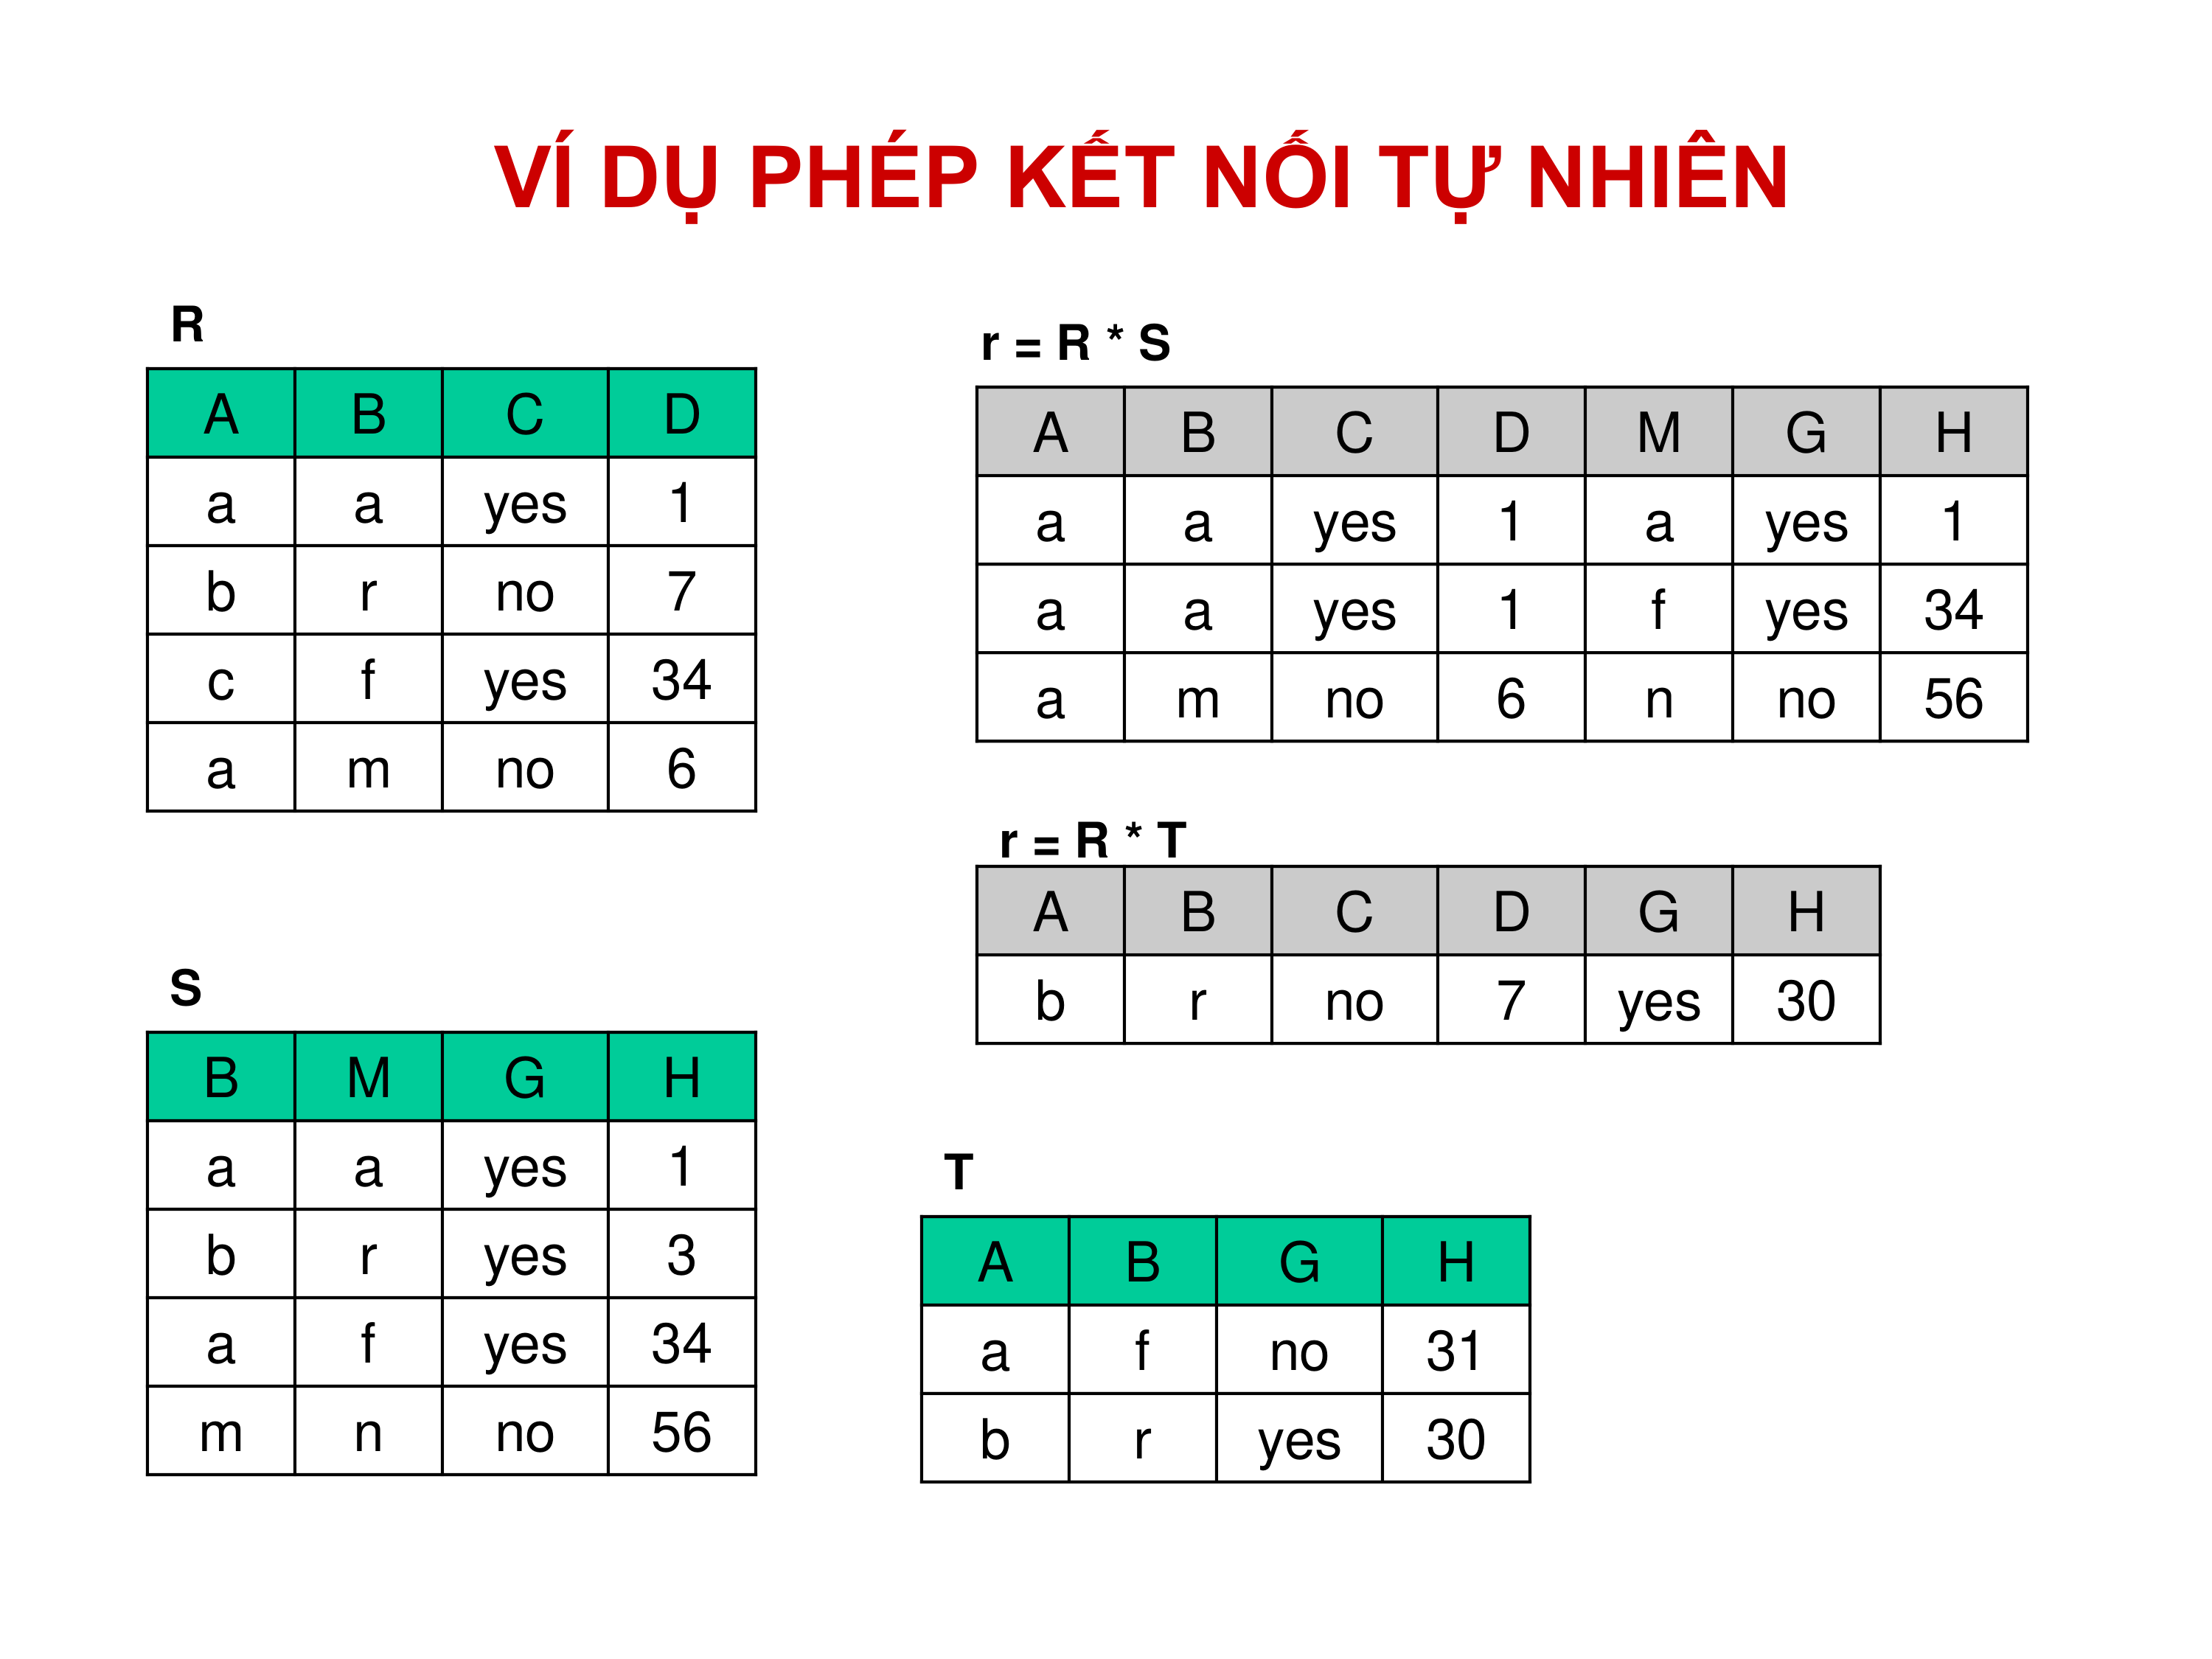 VÍ DỤ PHÉP KẾT NỐI TỰ NHIÊN
R
A B C D
a a yes 1
b r no 7
c f yes 34
a m no 6
r = R * S
A B C D M G H
a a yes 1 a yes 1
a a yes 1 f yes 34
a m no 6 n no 56
r = R * T
A B C D G H
b r no 7 yes 30
S
B M G H
a a yes 1
b r yes 3
a f yes 34
m n no 56
T
A B G H
a f no 31
b r yes 30